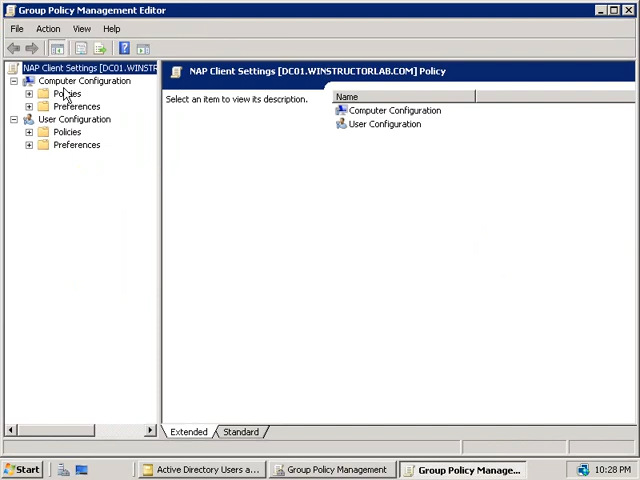 Group Policy Management Editor
File Action View Help
NAP Client Settings [DC01.WINSTR
Computer Configuration
Policies
Preferences
User Configuration
Policies
Preferences
NAP Client Settings [DC01.WINSTRUCTORLAB.COM] Policy
Select an item to view its description.
Name
Computer Configuration
User Configuration
Extended Standard
Start
Active Directory Users a...
Group Policy Management
Group Policy Manage...
10:28 PM